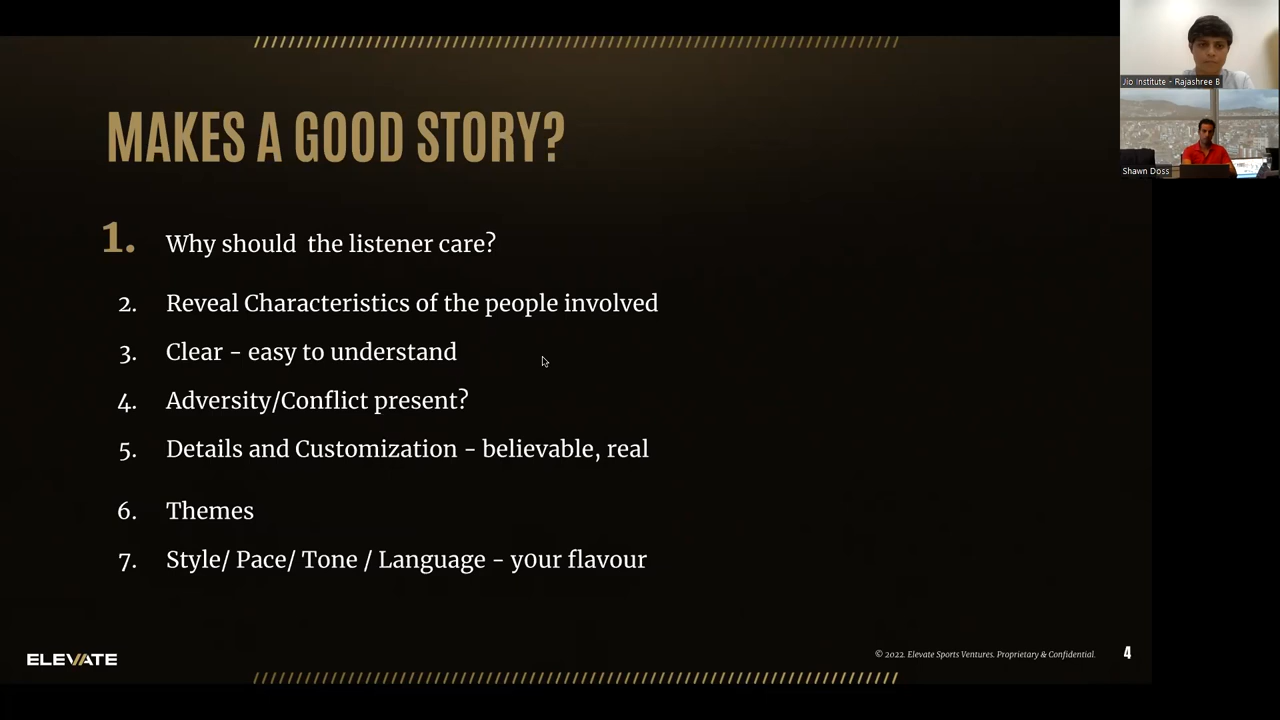 MAKES A GOOD STORY?
1. Why should  the listener care?
2. Reveal Characteristics of the people involved
3. Clear - easy to understand
4. Adversity/Conflict present?
5. Details and Customization - believable, real
6. Themes
7. Style/ Pace/ Tone / Language - y0ur flavour
ELEVATE
© 2022. Elevate Sports Ventures. Proprietary & Confidential.
4
Jio Institute - Rajashree B
Shawn Doss